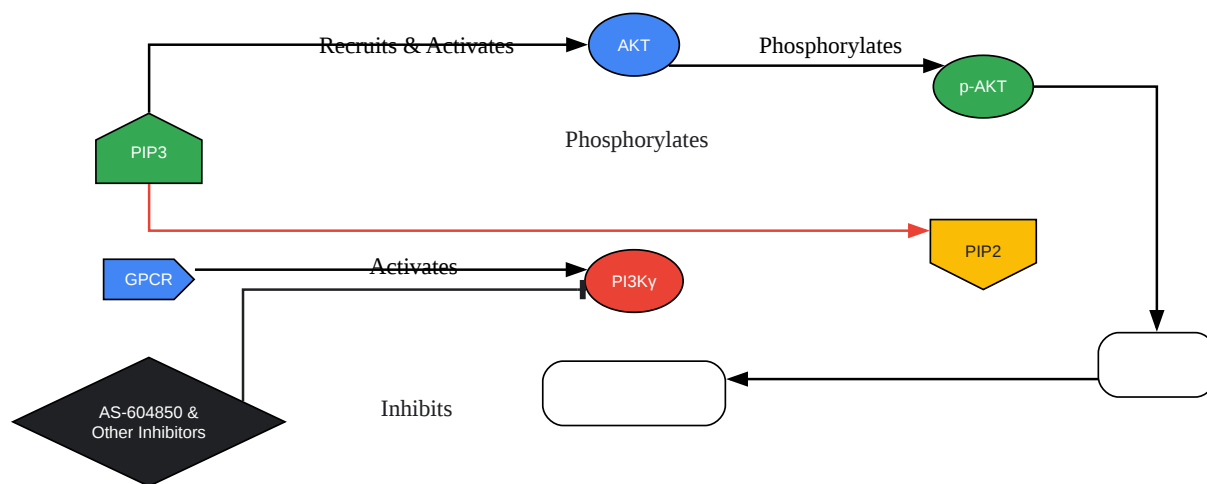 Recruits & Activates
AKT
Phosphorylates
p-AKT
PIP3
Phosphorylates
PIP2
GPCR
Activates
PI3Kγ
AS-604850 &
Other Inhibitors
Inhibits